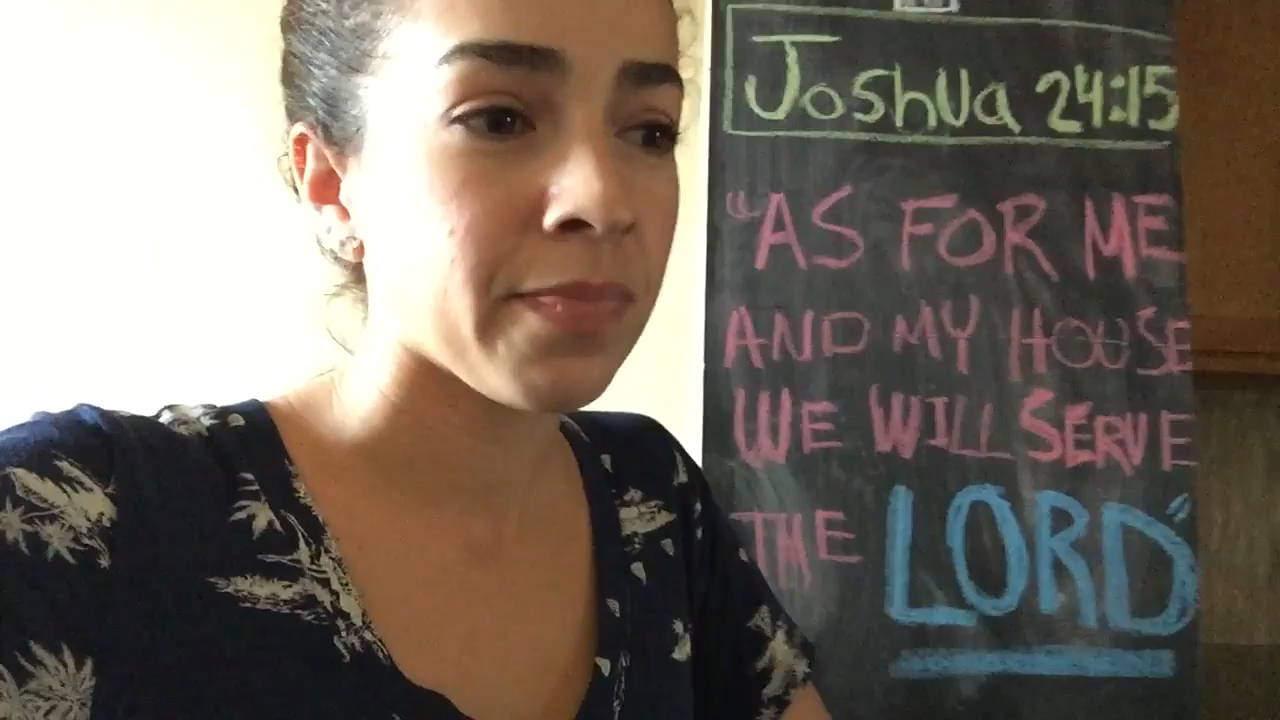 Joshua 24:15
"AS FOR ME
AND MY HOUSE
WE WILL SERVE
THE LORD"